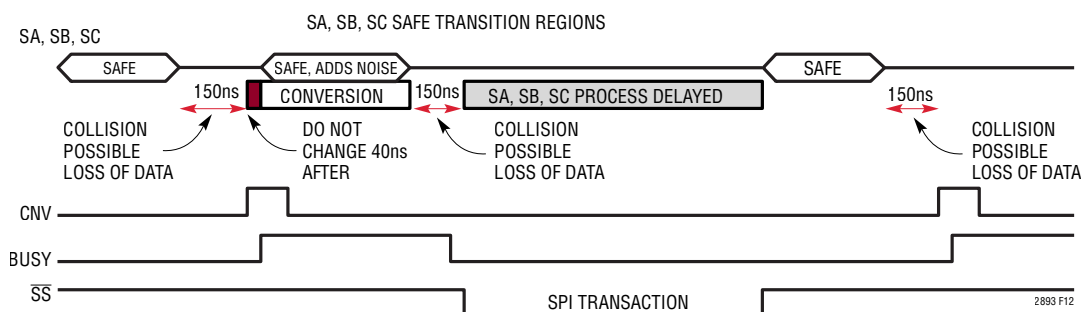 SA, SB, SC SAFE TRANSITION REGIONS
SA, SB, SC
SAFE
SAFE, ADDS NOISE
SAFE
150ns
CONVERSION
150ns
SA, SB, SC PROCESS DELAYED
150ns
COLLISION
POSSIBLE
LOSS OF DATA
DO NOT
CHANGE 40ns
AFTER
COLLISION
POSSIBLE
LOSS OF DATA
COLLISION
POSSIBLE
LOSS OF DATA
CNV
BUSY
SS
SPI TRANSACTION
2893 F12